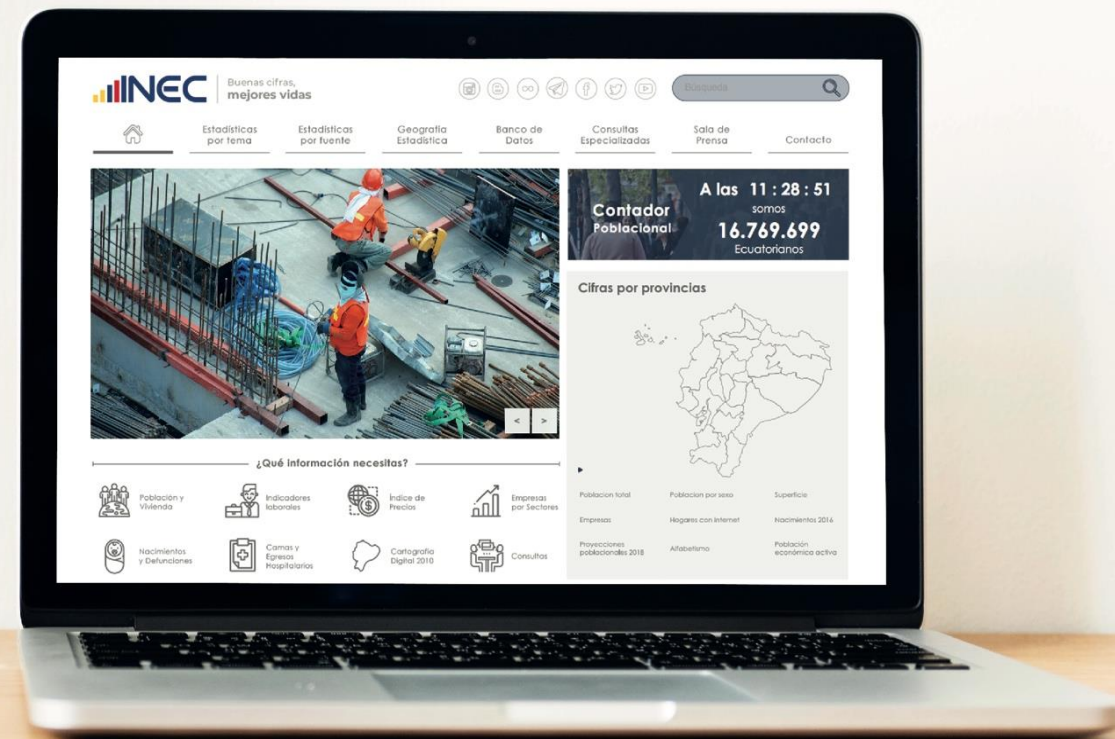 INEC
Buenas cifras,
mejores vidas
Búsqueda
Estadísticas
por tema
Estadísticas
por fuente
Geografía
Estadística
Banco de
Datos
Consultas
Especializadas
Sala de
Prensa
Contacto
Contador
Poblacional
A las 11 : 28 : 51
somos
16.769.699
Ecuatorianos
Cifras por provincias
< >
¿Qué información necesitas?
Población y
Vivienda
Indicadores
laborales
Índice de
Precios
Empresas
por Sectores
Nacimientos
y Defunciones
Camas y
Egresos
Hospitalarios
Cartografía
Digital 2010
Consultas
Poblacion total
Poblacion por sexo
Superficie
Empresas
Hogares con internet
Nacimientos 2016
Proyecciones
poblacionales 2018
Alfabetismo
Población
económica activa